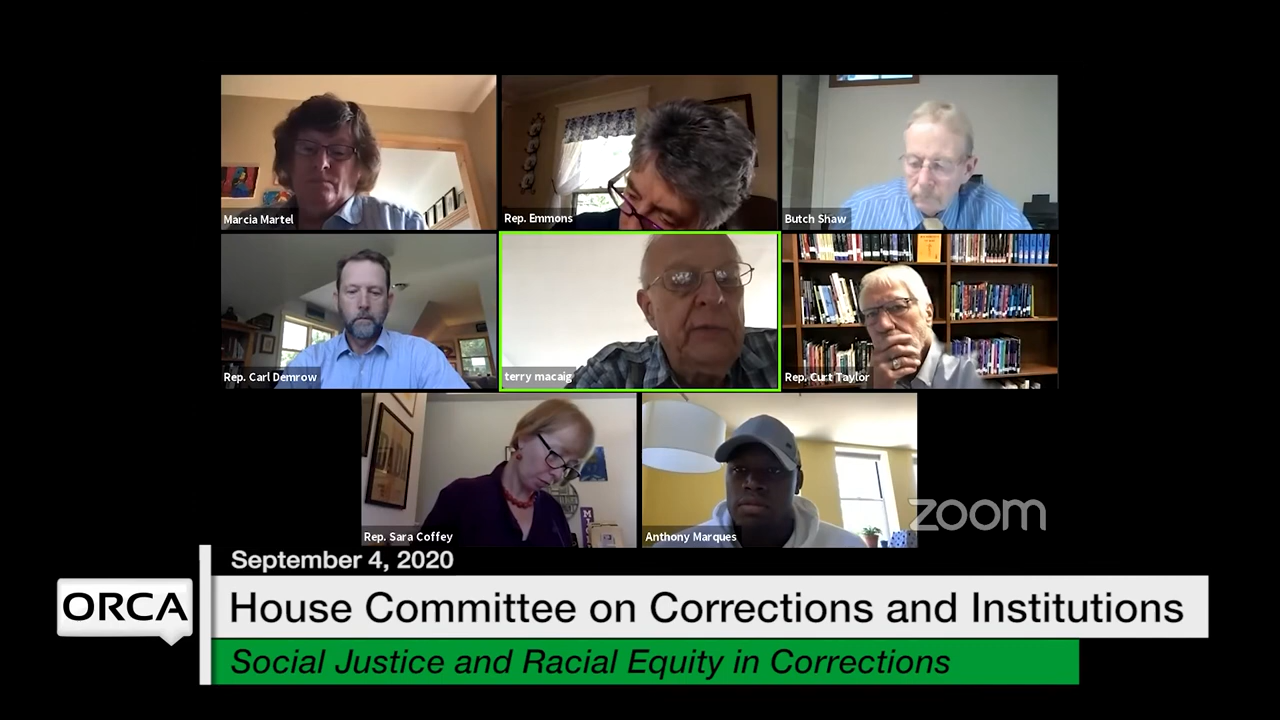 Marcia Martel
Rep. Emmons
Butch Shaw
Rep. Carl Demrow
terry macaig
Rep. Curt Taylor
Rep. Sara Coffey
Anthony Marques
zoom
September 4, 2020
ORCA
House Committee on Corrections and Institutions
Social Justice and Racial Equity in Corrections